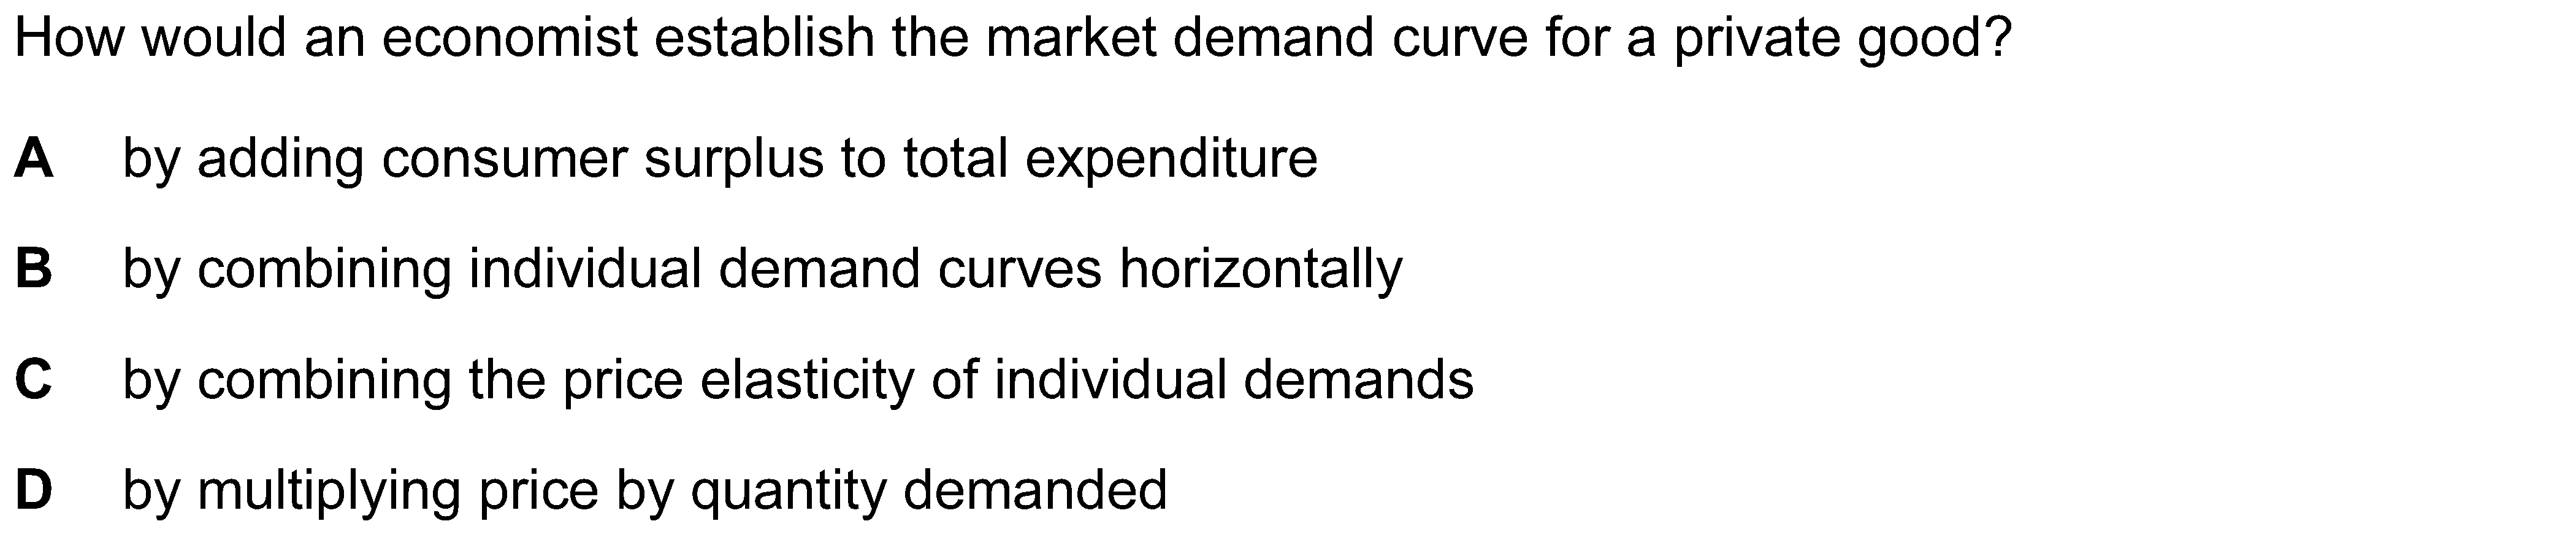 How would an economist establish the market demand curve for a private good?
A by adding consumer surplus to total expenditure
B by combining individual demand curves horizontally
C by combining the price elasticity of individual demands
D by multiplying price by quantity demanded